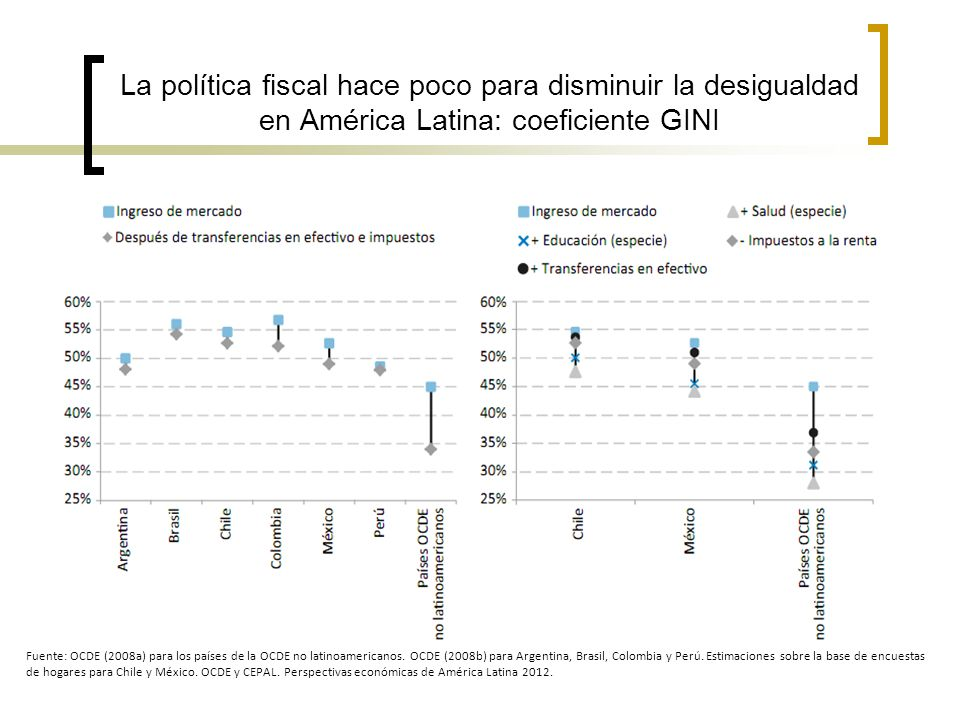 La política fiscal hace poco para disminuir la desigualdad
en América Latina: coeficiente GINI
Ingreso de mercado
Después de transferencias en efectivo e impuestos
60%
55%
50%
45%
40%
35%
30%
25%
Argentina
Brasil
Chile
Colombia
México
Perú
Países OCDE
no latinoamericanos
Ingreso de mercado
+ Salud (especie)
+ Educación (especie)
- Impuestos a la renta
+ Transferencias en efectivo
60%
55%
50%
45%
40%
35%
30%
25%
Chile
México
Países OCDE
no latinoamericanos
Fuente: OCDE (2008a) para los países de la OCDE no latinoamericanos. OCDE (2008b) para Argentina, Brasil, Colombia y Perú. Estimaciones sobre la base de encuestas
de hogares para Chile y México. OCDE y CEPAL. Perspectivas económicas de América Latina 2012.